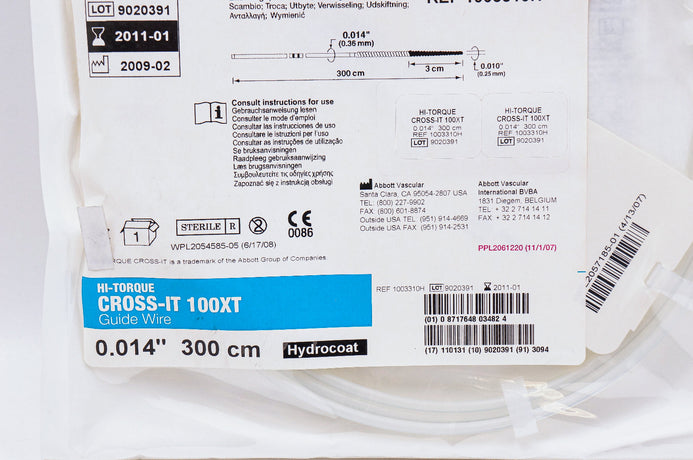 Scambio; Troca; Utbyte; Verwisseling; Udskiftning;
Ανταλλαγή; Wymienić
LOT 9020391
2011-01
2009-02
0.014"
(0.36 mm)
300 cm
3 cm
0.010"
(0.25 mm)
Consult instructions for use
Gebrauchsanweisung lesen
Consulter le mode d'emploi
Consultar las instrucciones de uso
Consultare le istruzioni per l'uso
Consultar as instruções de utilização
Se bruksanvisningen
Raadpleeg gebruiksaanwijzing
Læs brugsanvisningen
Συμβουλευτείτε τις οδηγίες χρήσης
Zapoznać się z instrukcją obsługi
HI-TORQUE
CROSS-IT 100XT
0.014" 300 cm
REF 1003310H
LOT 9020391
HI-TORQUE
CROSS-IT 100XT
0.014" 300 cm
REF 1003310H
LOT 9020391
Abbott Vascular
Santa Clara, CA 95054-2807 USA
TEL: (800) 227-9902
FAX: (800) 601-8874
Outside USA TEL: (951) 914-4669
Outside USA FAX: (951) 914-2531
Abbott Vascular
International BVBA
1831 Diegem, BELGIUM
TEL: + 32 2 714 14 11
FAX: + 32 2 714 14 12
1
STERILE R
CE
0086
WPL2054585-05 (6/17/08)
PPL2061220 (11/1/07)
CROSS-IT is a trademark of the Abbott Group of Companies.
2057185-01 (4/13/07)
HI-TORQUE
CROSS-IT 100XT
Guide Wire
0.014" 300 cm Hydrocoat
REF 1003310H LOT 9020391 2011-01
(01) 0 8717648 03482 4
(17) 110131 (10) 9020391 (91) 3094